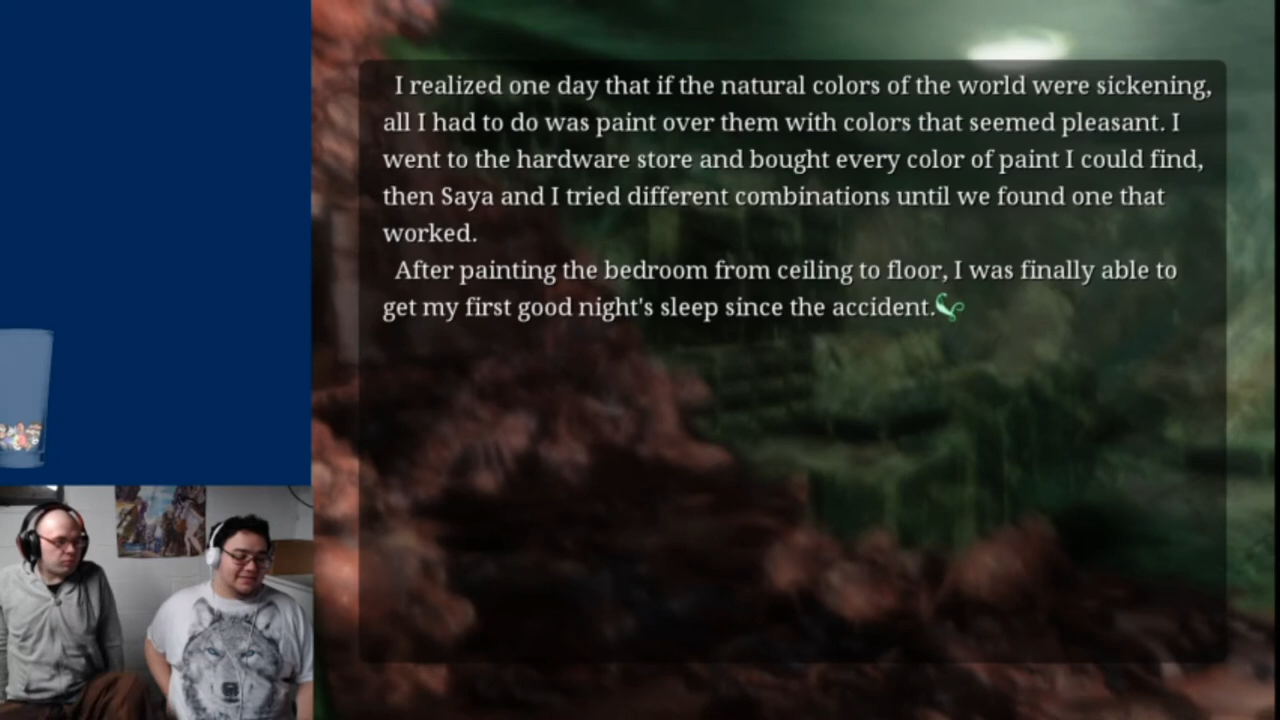 I realized one day that if the natural colors of the world were sickening,
all I had to do was paint over them with colors that seemed pleasant. I
went to the hardware store and bought every color of paint I could find,
then Saya and I tried different combinations until we found one that
worked.
After painting the bedroom from ceiling to floor, I was finally able to
get my first good night's sleep since the accident.